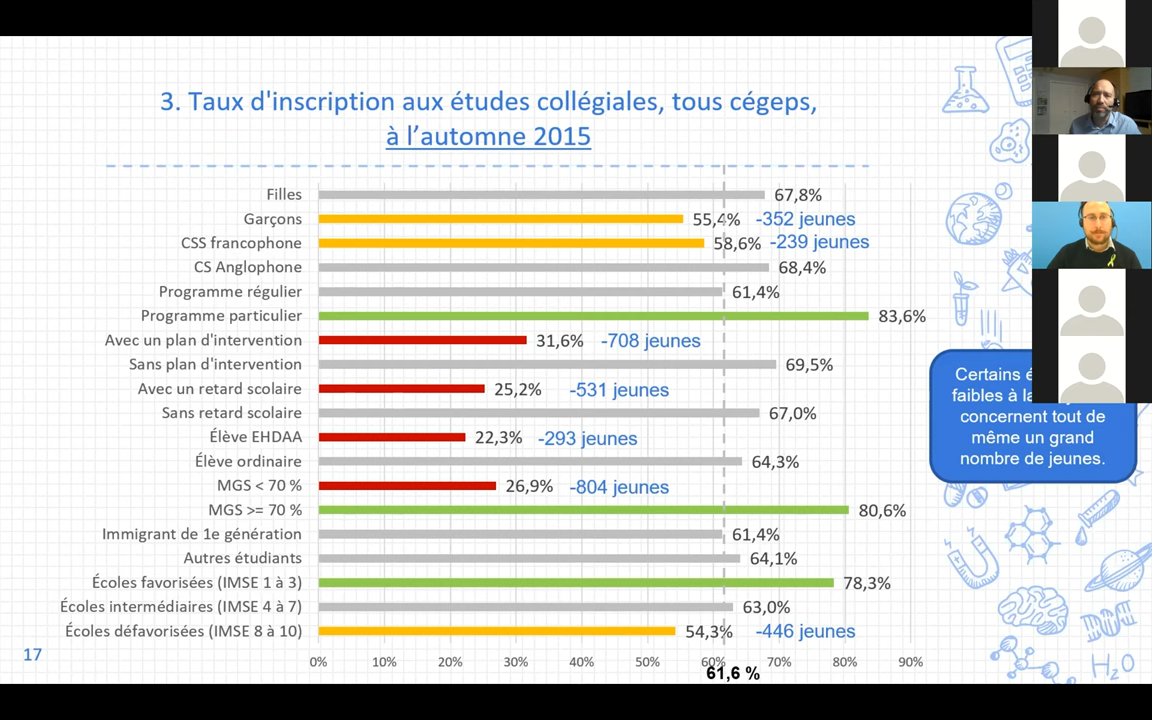 3. Taux d'inscription aux études collégiales, tous cégeps,
à l'automne 2015
Filles 67,8%
Garçons 55,4% -352 jeunes
CSS francophone 58,6% -239 jeunes
CS Anglophone 68,4%
Programme régulier 61,4%
Programme particulier 83,6%
Avec un plan d'intervention 31,6% -708 jeunes
Sans plan d'intervention 69,5%
Avec un retard scolaire 25,2% -531 jeunes
Sans retard scolaire 67,0%
Élève EHDAA 22,3% -293 jeunes
Élève ordinaire 64,3%
MGS < 70 % 26,9% -804 jeunes
MGS >= 70 % 80,6%
Immigrant de 1e génération 61,4%
Autres étudiants 64,1%
Écoles favorisées (IMSE 1 à 3) 78,3%
Écoles intermédiaires (IMSE 4 à 7) 63,0%
Écoles défavorisées (IMSE 8 à 10) 54,3% -446 jeunes
0% 10% 20% 30% 40% 50% 60% 70% 80% 90%
61,6 %
Certains
faibles à
concernent tout de
même un grand
nombre de jeunes.
17
H2O